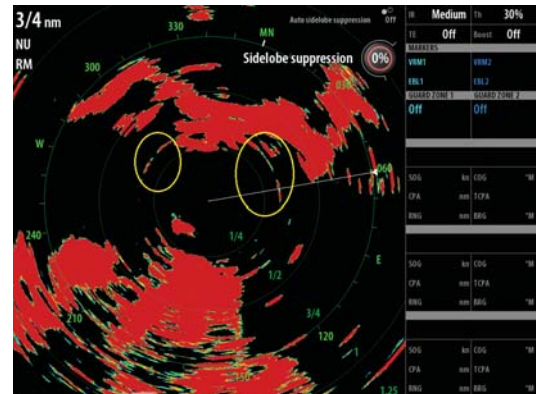 3/4 nm
NU
RM
Auto sidelobe suppression Off
Sidelobe suppression 0%
MN
330
300
W
240
210
150
120
E
060
030
1/4
1/2
3/4
1
1.25
IR Medium Th 30%
TE Off Boost Off
MARKERS
VRM1 VRM2
EBL1 EBL2
GUARD ZONE 1 GUARD ZONE 2
Off Off
SOG kn COG °M
CPA nm TCPA
RNG nm BRG °M
SOG kn COG °M
CPA nm TCPA
RNG nm BRG °M
SOG kn COG °M
CPA nm TCPA
RNG nm BRG °M